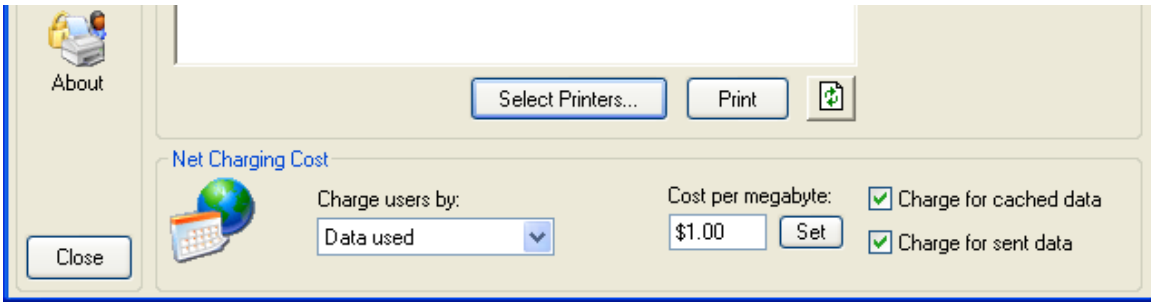 About
Select Printers...
Print
Net Charging Cost
Charge users by:
Cost per megabyte:
Charge for cached data
Data used
$1.00
Set
Charge for sent data
Close